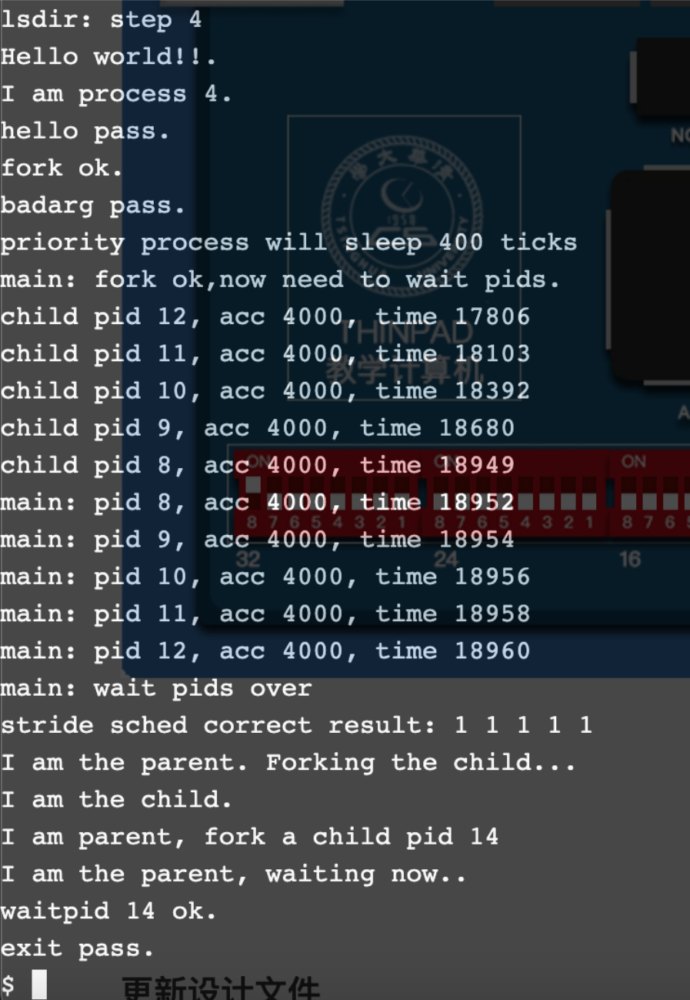 lsdir: step 4
Hello world!!.
I am process 4.
hello pass.
fork ok.
badarg pass.
priority process will sleep 400 ticks
main: fork ok,now need to wait pids.
child pid 12, acc 4000, time 17806
THINPAD
child pid 11, acc 4000, time 18103
教学计算机
child pid 10, acc 4000, time 18392
child pid 9, acc 4000, time 18680
child pid 8, acc 4000, time 18949
ON ON ON
main: pid 8, acc 4000, time 18952
8 7 6 5 4 3 2 1 8 7 6 5 4 3 2 1 8 7 6
main: pid 9, acc 4000, time 18954
32 24 16
main: pid 10, acc 4000, time 18956
main: pid 11, acc 4000, time 18958
main: pid 12, acc 4000, time 18960
main: wait pids over
stride sched correct result: 1 1 1 1 1
I am the parent. Forking the child...
I am the child.
I am parent, fork a child pid 14
I am the parent, waiting now..
waitpid 14 ok.
exit pass.
$
更新设计文件